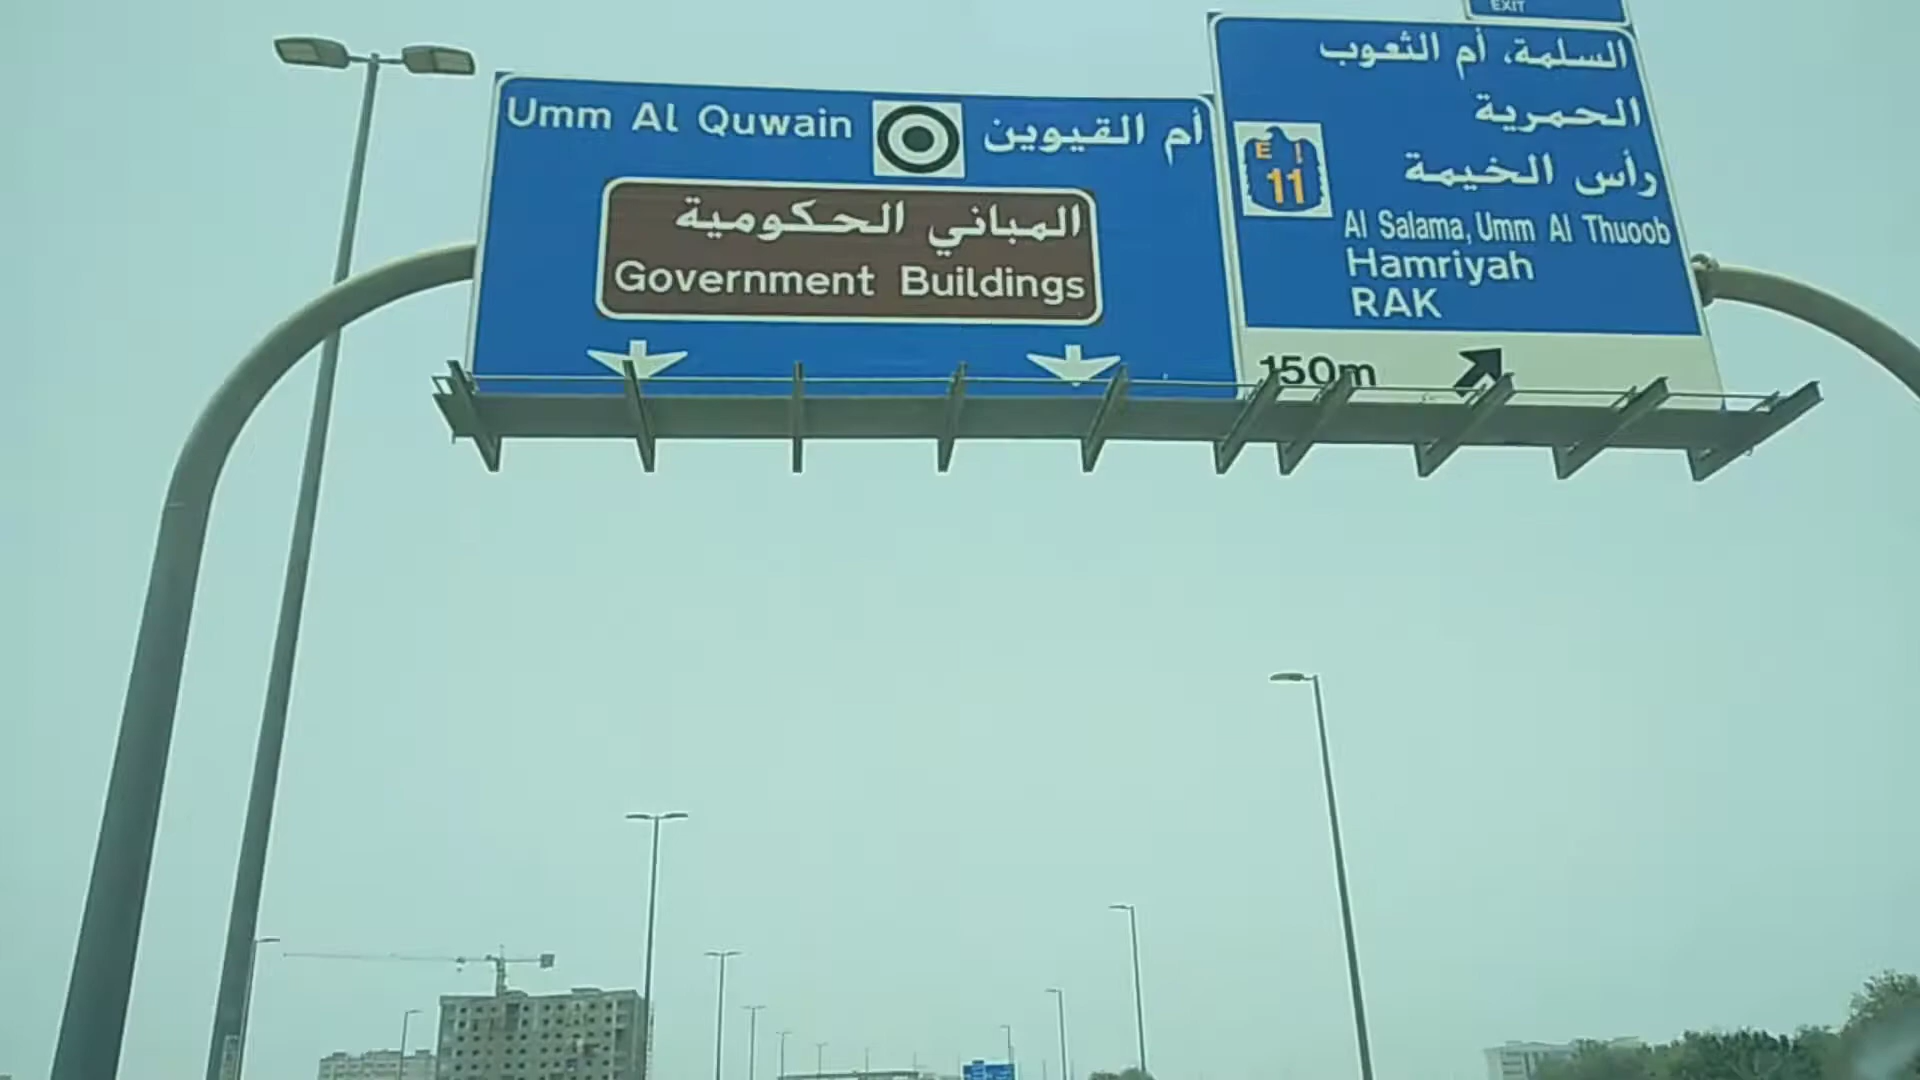 Umm Al Quwain أم القيوين
المباني الحكومية
Government Buildings
EXIT
السلمة، أم الثعوب
الحمرية
رأس الخيمة
E 11
Al Salama, Umm Al Thuoob
Hamriyah
RAK
150m